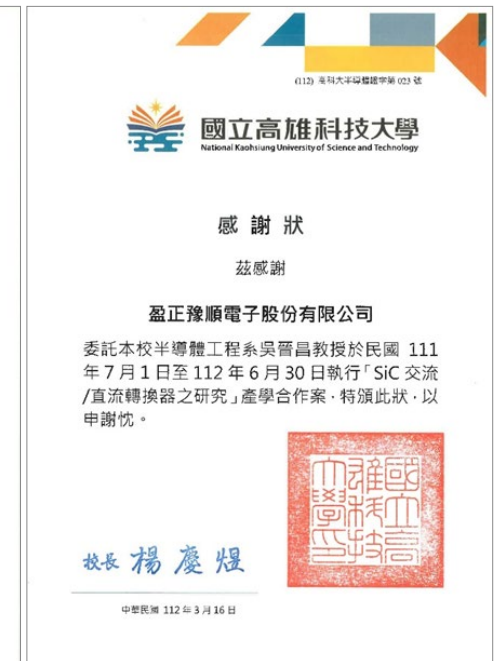 (112) 高科大半導體謝字第 023 號
國立高雄科技大學
National Kaohsiung University of Science and Technology
感謝狀
茲感謝
盈正豫順電子股份有限公司
委託本校半導體工程系吳晉昌教授於民國 111
年 7 月 1 日至 112 年 6 月 30 日執行「SiC 交流
/直流轉換器之研究」產學合作案,特頒此狀,以
申謝忱。
國立高雄科技大學印
校長 楊慶煜
中華民國 112 年 3 月 16 日